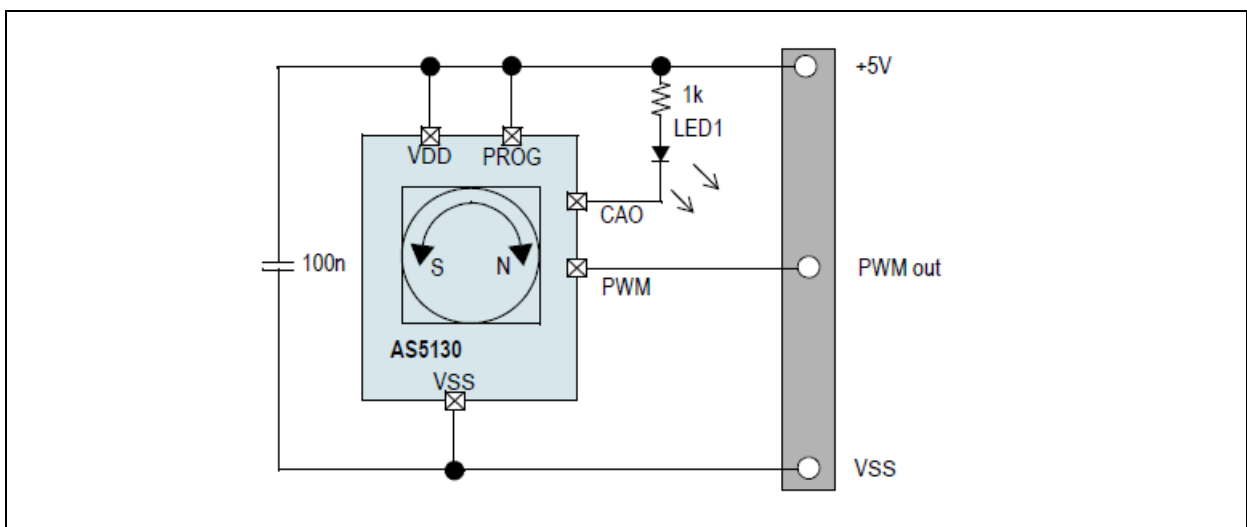 +5V
1k
LED1
VDD PROG
CAO
100n
S N
PWM
PWM out
AS5130
VSS
VSS